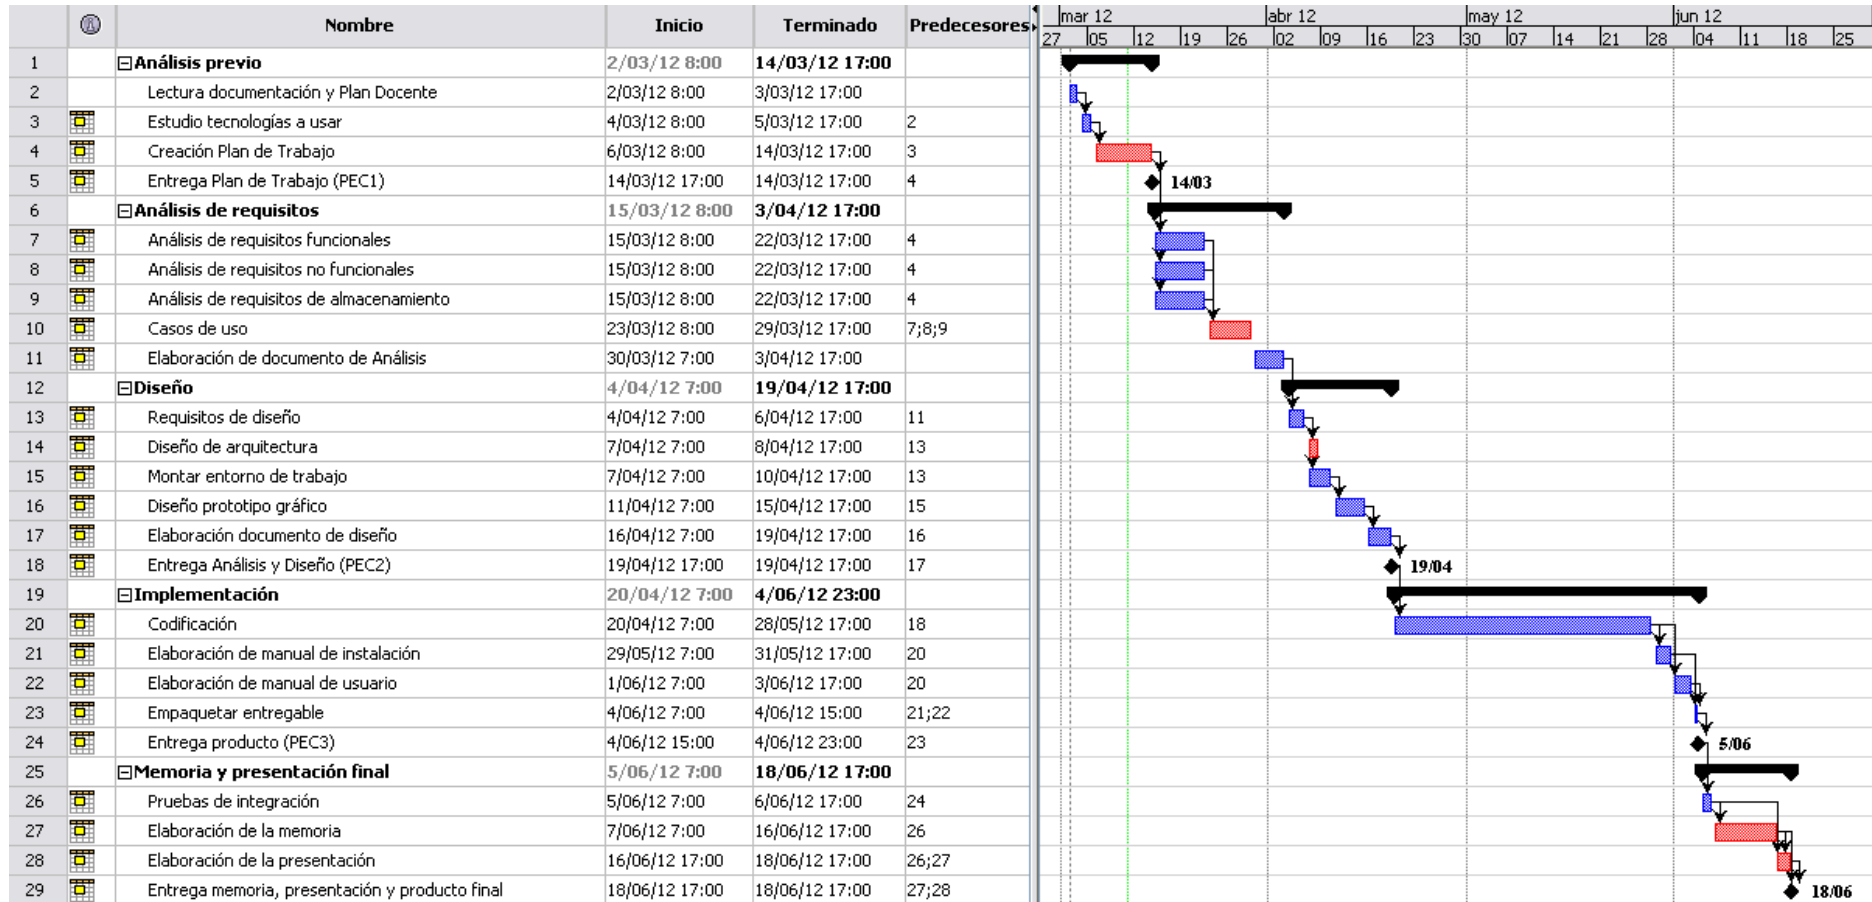 Nombre Inicio Terminado Predecesores
mar 12 abr 12 may 12 jun 12
27 05 12 19 26 02 09 16 23 30 07 14 21 28 04 11 18 25
1 Análisis previo 2/03/12 8:00 14/03/12 17:00
2 Lectura documentación y Plan Docente 2/03/12 8:00 3/03/12 17:00
3 Estudio tecnologías a usar 4/03/12 8:00 5/03/12 17:00 2
4 Creación Plan de Trabajo 6/03/12 8:00 14/03/12 17:00 3
5 Entrega Plan de Trabajo (PEC1) 14/03/12 17:00 14/03/12 17:00 4 14/03
6 Análisis de requisitos 15/03/12 8:00 3/04/12 17:00
7 Análisis de requisitos funcionales 15/03/12 8:00 22/03/12 17:00 4
8 Análisis de requisitos no funcionales 15/03/12 8:00 22/03/12 17:00 4
9 Análisis de requisitos de almacenamiento 15/03/12 8:00 22/03/12 17:00 4
10 Casos de uso 23/03/12 8:00 29/03/12 17:00 7;8;9
11 Elaboración de documento de Análisis 30/03/12 7:00 3/04/12 17:00
12 Diseño 4/04/12 7:00 19/04/12 17:00
13 Requisitos de diseño 4/04/12 7:00 6/04/12 17:00 11
14 Diseño de arquitectura 7/04/12 7:00 8/04/12 17:00 13
15 Montar entorno de trabajo 7/04/12 7:00 10/04/12 17:00 13
16 Diseño prototipo gráfico 11/04/12 7:00 15/04/12 17:00 15
17 Elaboración documento de diseño 16/04/12 7:00 19/04/12 17:00 16
18 Entrega Análisis y Diseño (PEC2) 19/04/12 17:00 19/04/12 17:00 17 19/04
19 Implementación 20/04/12 7:00 4/06/12 23:00
20 Codificación 20/04/12 7:00 28/05/12 17:00 18
21 Elaboración de manual de instalación 29/05/12 7:00 31/05/12 17:00 20
22 Elaboración de manual de usuario 1/06/12 7:00 3/06/12 17:00 20
23 Empaquetar entregable 4/06/12 7:00 4/06/12 15:00 21;22
24 Entrega producto (PEC3) 4/06/12 15:00 4/06/12 23:00 23 5/06
25 Memoria y presentación final 5/06/12 7:00 18/06/12 17:00
26 Pruebas de integración 5/06/12 7:00 6/06/12 17:00 24
27 Elaboración de la memoria 7/06/12 7:00 16/06/12 17:00 26
28 Elaboración de la presentación 16/06/12 17:00 18/06/12 17:00 26;27
29 Entrega memoria, presentación y producto final 18/06/12 17:00 18/06/12 17:00 27;28 18/06